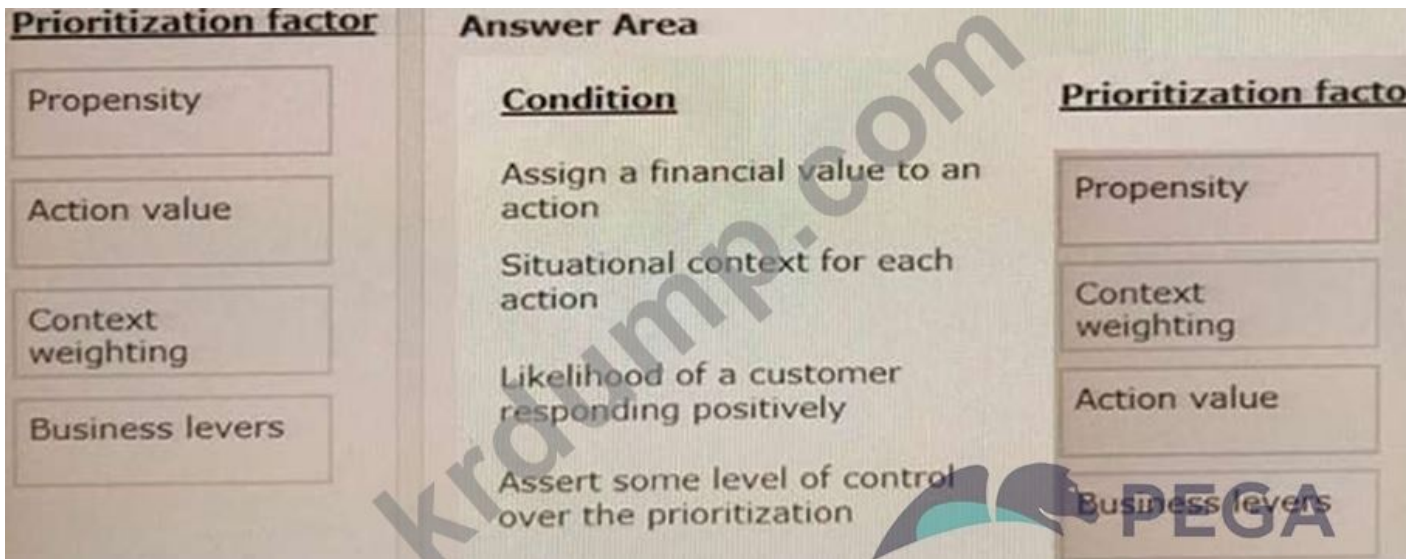 Prioritization factor
Propensity
Action value
Context
weighting
Business levers
Answer Area
Condition
Assign a financial value to an
action
Situational context for each
action
Likelihood of a customer
responding positively
Assert some level of control
over the prioritization
Prioritization facto
Propensity
Context
weighting
Action value
Business levers
krdump.com
PEGA